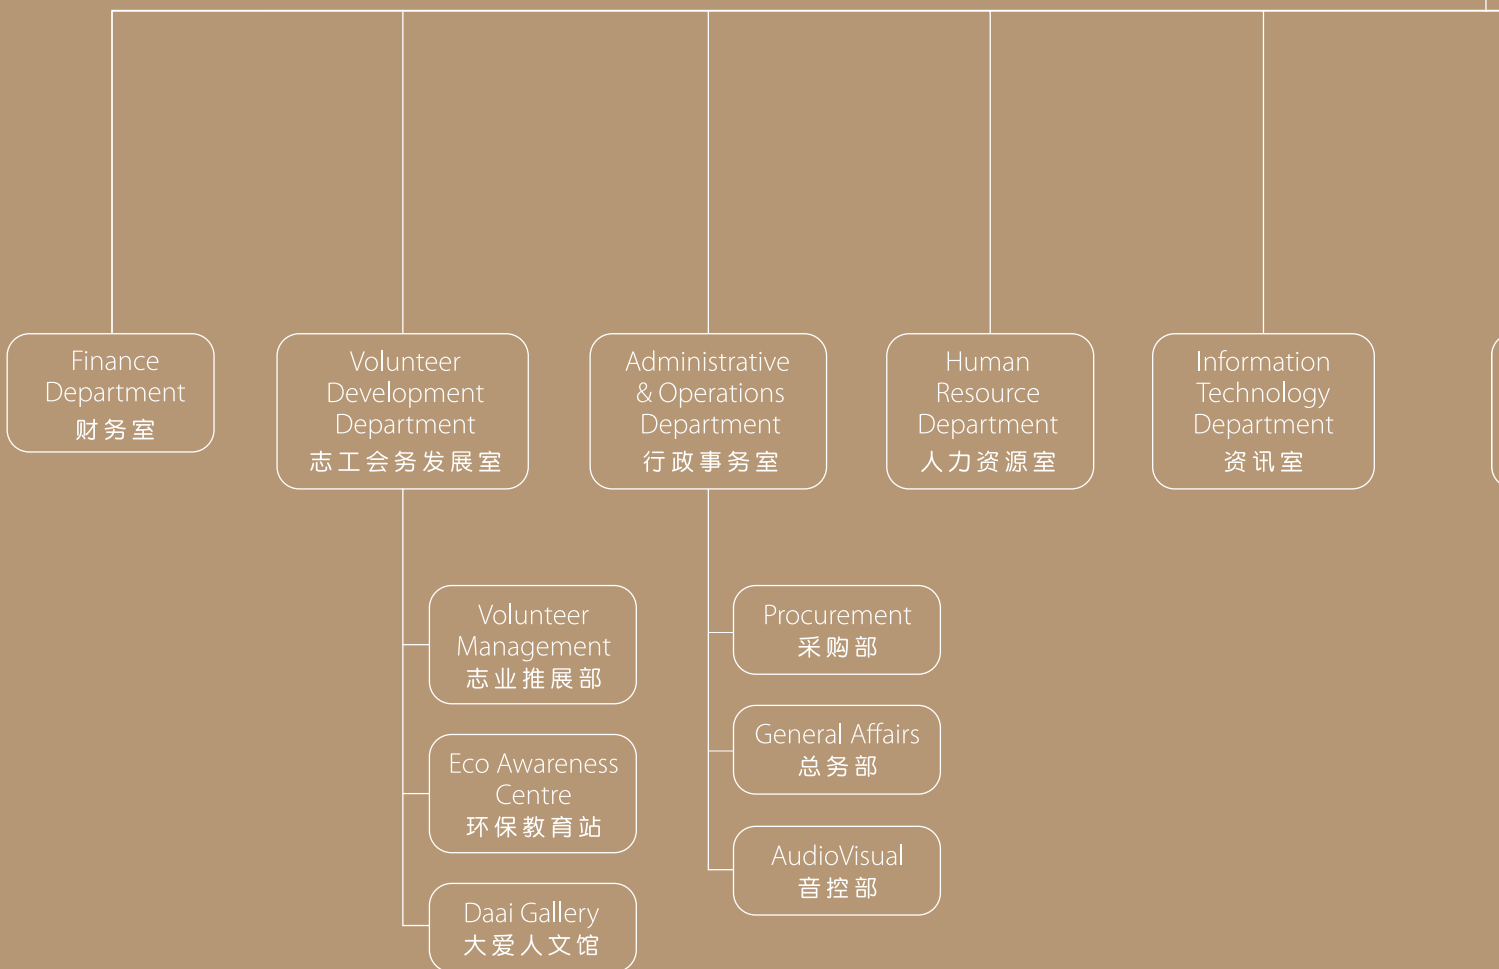 Finance
Department
财务室
Volunteer
Development
Department
志工会务发展室
Administrative
& Operations
Department
行政事务室
Human
Resource
Department
人力资源室
Information
Technology
Department
资讯室
Volunteer
Management
志业推展部
Eco Awareness
Centre
环保教育站
Daai Gallery
大爱人文馆
Procurement
采购部
General Affairs
总务部
AudioVisual
音控部